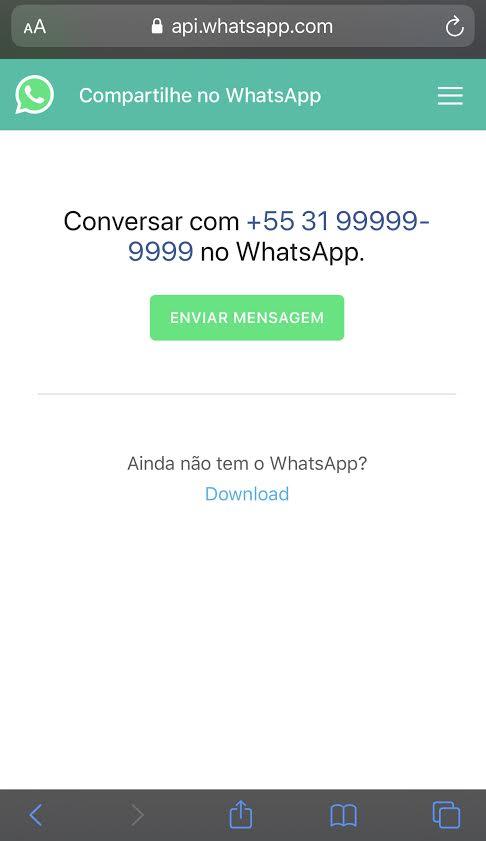 AA api.whatsapp.com
Compartilhe no WhatsApp
Conversar com +55 31 99999-
9999 no WhatsApp.
ENVIAR MENSAGEM
Ainda não tem o WhatsApp?
Download